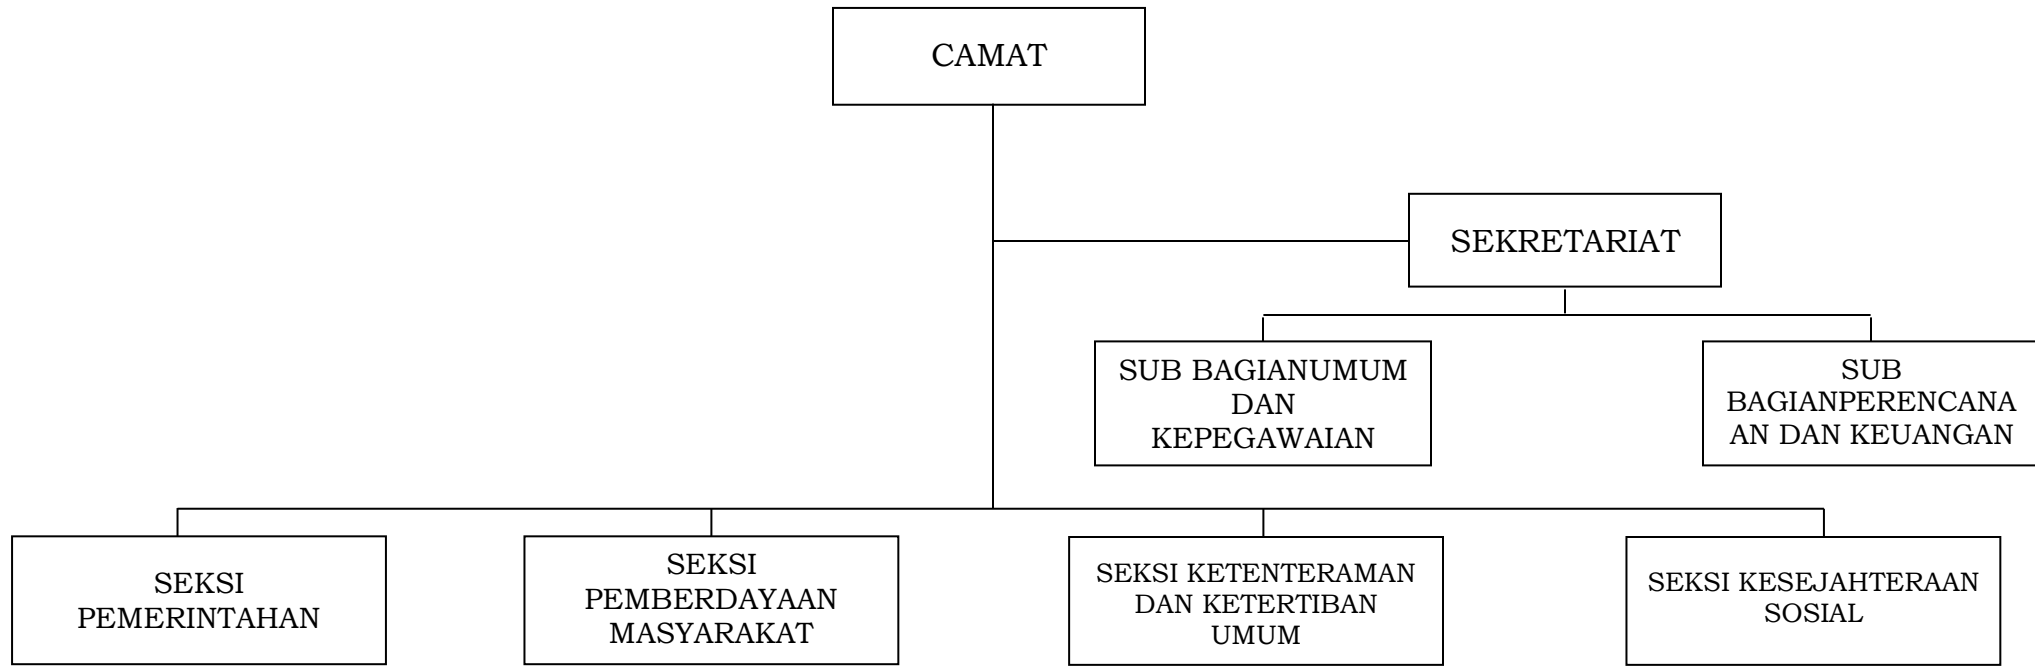 CAMAT
SEKRETARIAT
SUB BAGIANUMUM
DAN
KEPEGAWAIAN
SUB
BAGIANPERENCANA
AN DAN KEUANGAN
SEKSI
PEMERINTAHAN
SEKSI
PEMBERDAYAAN
MASYARAKAT
SEKSI KETENTERAMAN
DAN KETERTIBAN
UMUM
SEKSI KESEJAHTERAAN
SOSIAL